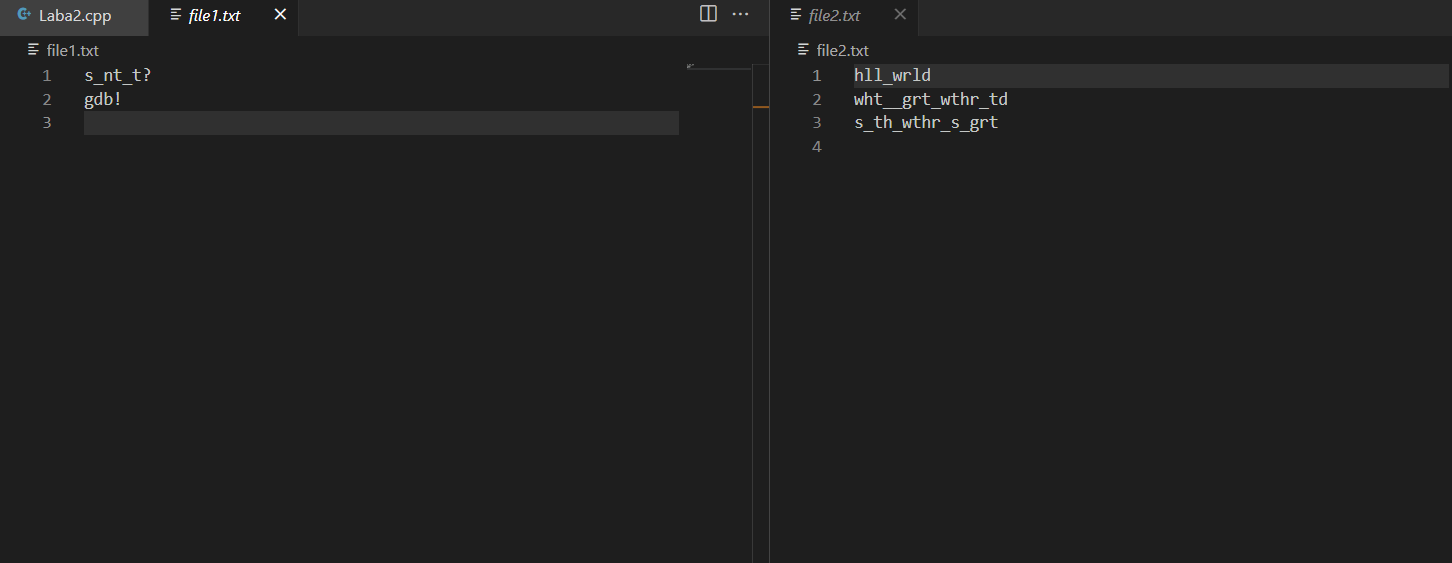 Laba2.cpp
file1.txt
file1.txt
1 s_nt_t?
2 gdb!
3
file2.txt
file2.txt
1 hll_wrld
2 wht__grt_wthr_td
3 s_th_wthr_s_grt
4